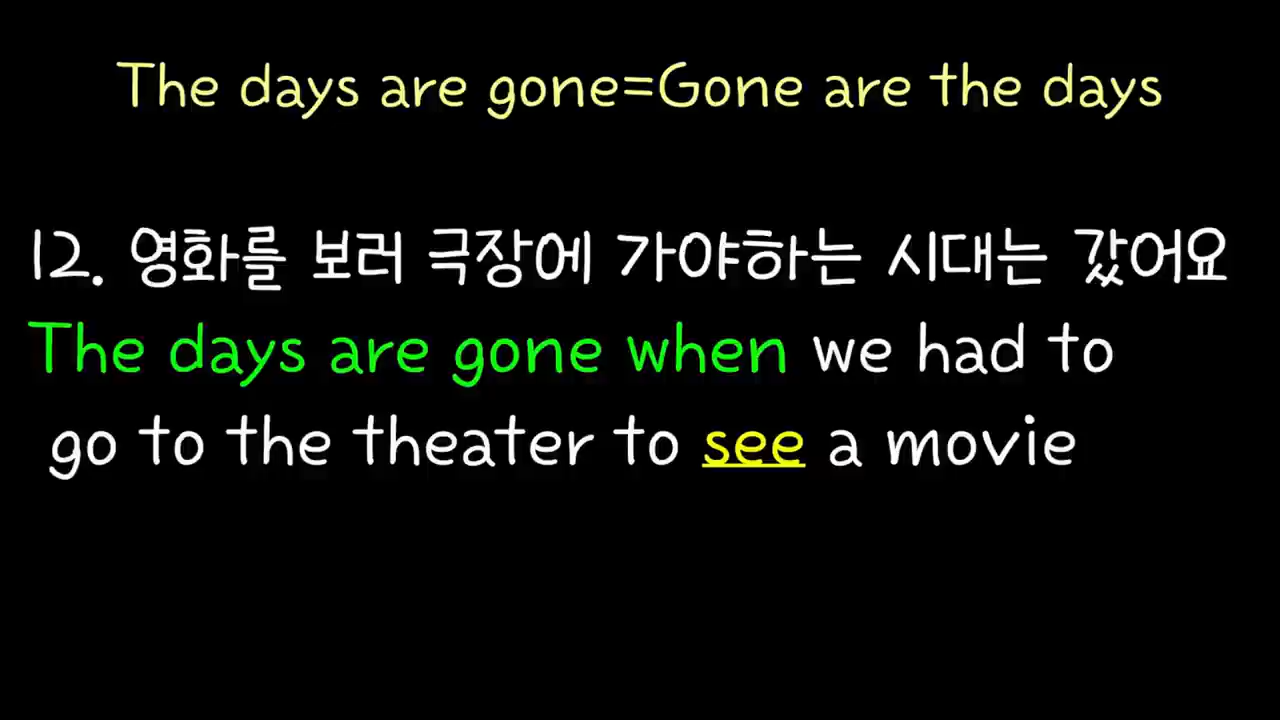 The days are gone=Gone are the days
12. 영화를 보러 극장에 가야하는 시대는 갔어요
The days are gone when we had to
go to the theater to see a movie